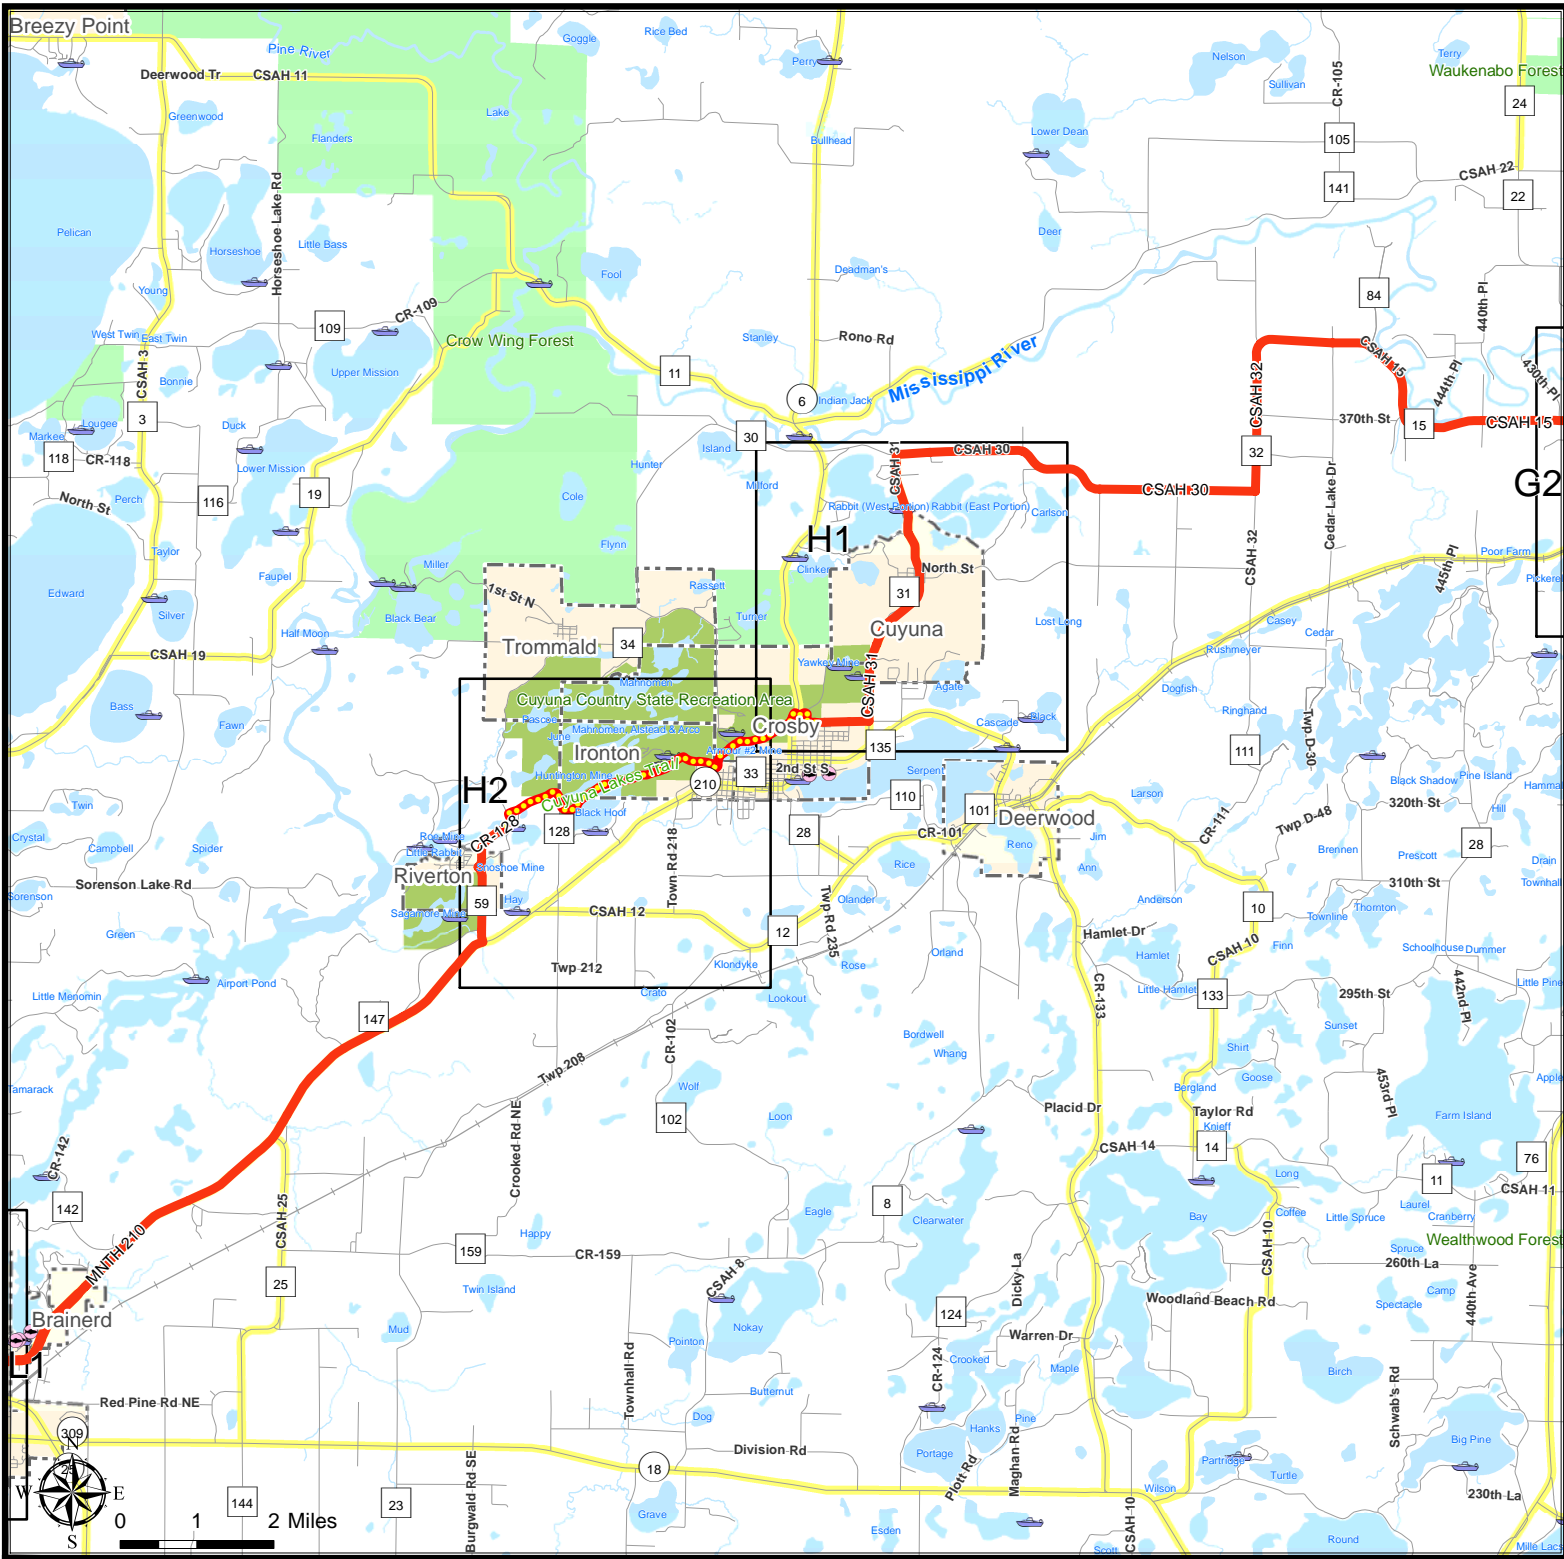 Breezy Point
Pine River
Goggle
Rice Bed
Perry
Nelson
Terry
Deerwood Tr
CSAH 11
Sullivan
CR-105
Waukenabo Forest
24
Greenwood
Lake
Flanders
Bullhead
Lower Dean
105
141
CSAH 22
22
Horseshoe Lake Rd
Pelican
Horseshoe
Little Bass
Deer
Fool
Deadman's
Young
84
440th Pl
109
CR-109
West Twin
East Twin
Crow Wing Forest
Stanley
Rono Rd
Mississippi River
CSAH 15
444th Pl
430th Pl
CSAH 3
Bonnie
Upper Mission
11
6
Indian Jack
CSAH 32
3
Lougee
Duck
Markee
370th St
15
CSAH 15
118
CR-118
Lower Mission
30
Island
CSAH 31
CSAH 30
32
Hunter
Milford
CSAH 30
G2
North St
Perch
116
19
Cole
Rabbit (West Portion)
Rabbit (East Portion)
Carlson
Cedar Lake Dr
H1
Flynn
CSAH-32
Poor Farm
Taylor
Faupel
Miller
Clinker
North St
445th Pl
Pickerel
Edward
Silver
1st St N
Rassett
31
Black Bear
Turner
Cuyuna
Lost Long
Casey
Cedar
Half Moon
Trommald
34
Rushmeyer
CSAH 19
Yawkey Mine
CSAH 31
Mahnomen
Agate
Dogfish
Cuyuna Country State Recreation Area
Bass
Fawn
Pascoe
Crosby
Cascade
Black
Ringhand
Twp D-30
June
Mahnomen, Alstead & Arco
Ironton
135
111
2nd St S
33
Serpent
Huntington Mine
210
Cuyuna Lakes Trail
H2
110
101
Black Shadow
Pine Island
Hammal
Larson
Twin
Black Hoof
320th St
Hill
Deerwood
CR-128
128
28
CR-101
Jim
CR-111
Twp D-48
28
Crystal
Campbell
Spider
Little Rabbit
Town Rd 218
Reno
Brennen
Prescott
Drain
Riverton
Rice
Ann
Sorenson Lake Rd
310th St
Townhall
Sorenson
59
Hay
Olander
Anderson
10
Thornton
Sagamore Mine
CSAH 12
Twp Rd 235
Townline
Green
12
Hamlet Dr
CSAH 10
Finn
Schoolhouse
Dummer
Orland
Hamlet
Klondyke
Rose
Twp 212
Airport Pond
Crato
Lookout
Little Hamlet
133
295th St
442nd Pl
Little Pine
Little Menomin
CR-133
147
CR-102
Bordwell
Whang
Sunset
Shirt
Twp 208
Goose
Tamarack
Wolf
Bergland
453rd Pl
Apple
102
Loon
Placid Dr
Taylor Rd
Knieff
Farm Island
CR-142
CSAH 14
14
Crooked Rd NE
76
142
11
CSAH 11
Long
CSAH 25
8
Eagle
Clearwater
Bay
Coffee
Little Spruce
Laurel
Cranberry
Happy
Wealthwood Forest
MNTH 210
159
CR-159
Spruce
260th La
25
Twin Island
CSAH 8
Dicky La
CSAH 10
Camp
Woodland Beach Rd
Spectacle
440th Ave
Brainerd
124
Mud
Nokay
Pointon
Warren Dr
L1
Crooked
Maple
Birch
Townhall Rd
CR-124
Schwab's Rd
Butternut
Red Pine Rd NE
Dog
Pine
Hanks
309
Division Rd
Portage
Big Pine
N
18
Maghan Rd
Plott Rd
Partridge
Turtle
W
E
Wilson
230th La
144
23
Burgwald Rd SE
Grave
CSAH 10
S
0 1 2 Miles
Esden
Round
Scott
Mille Lacs